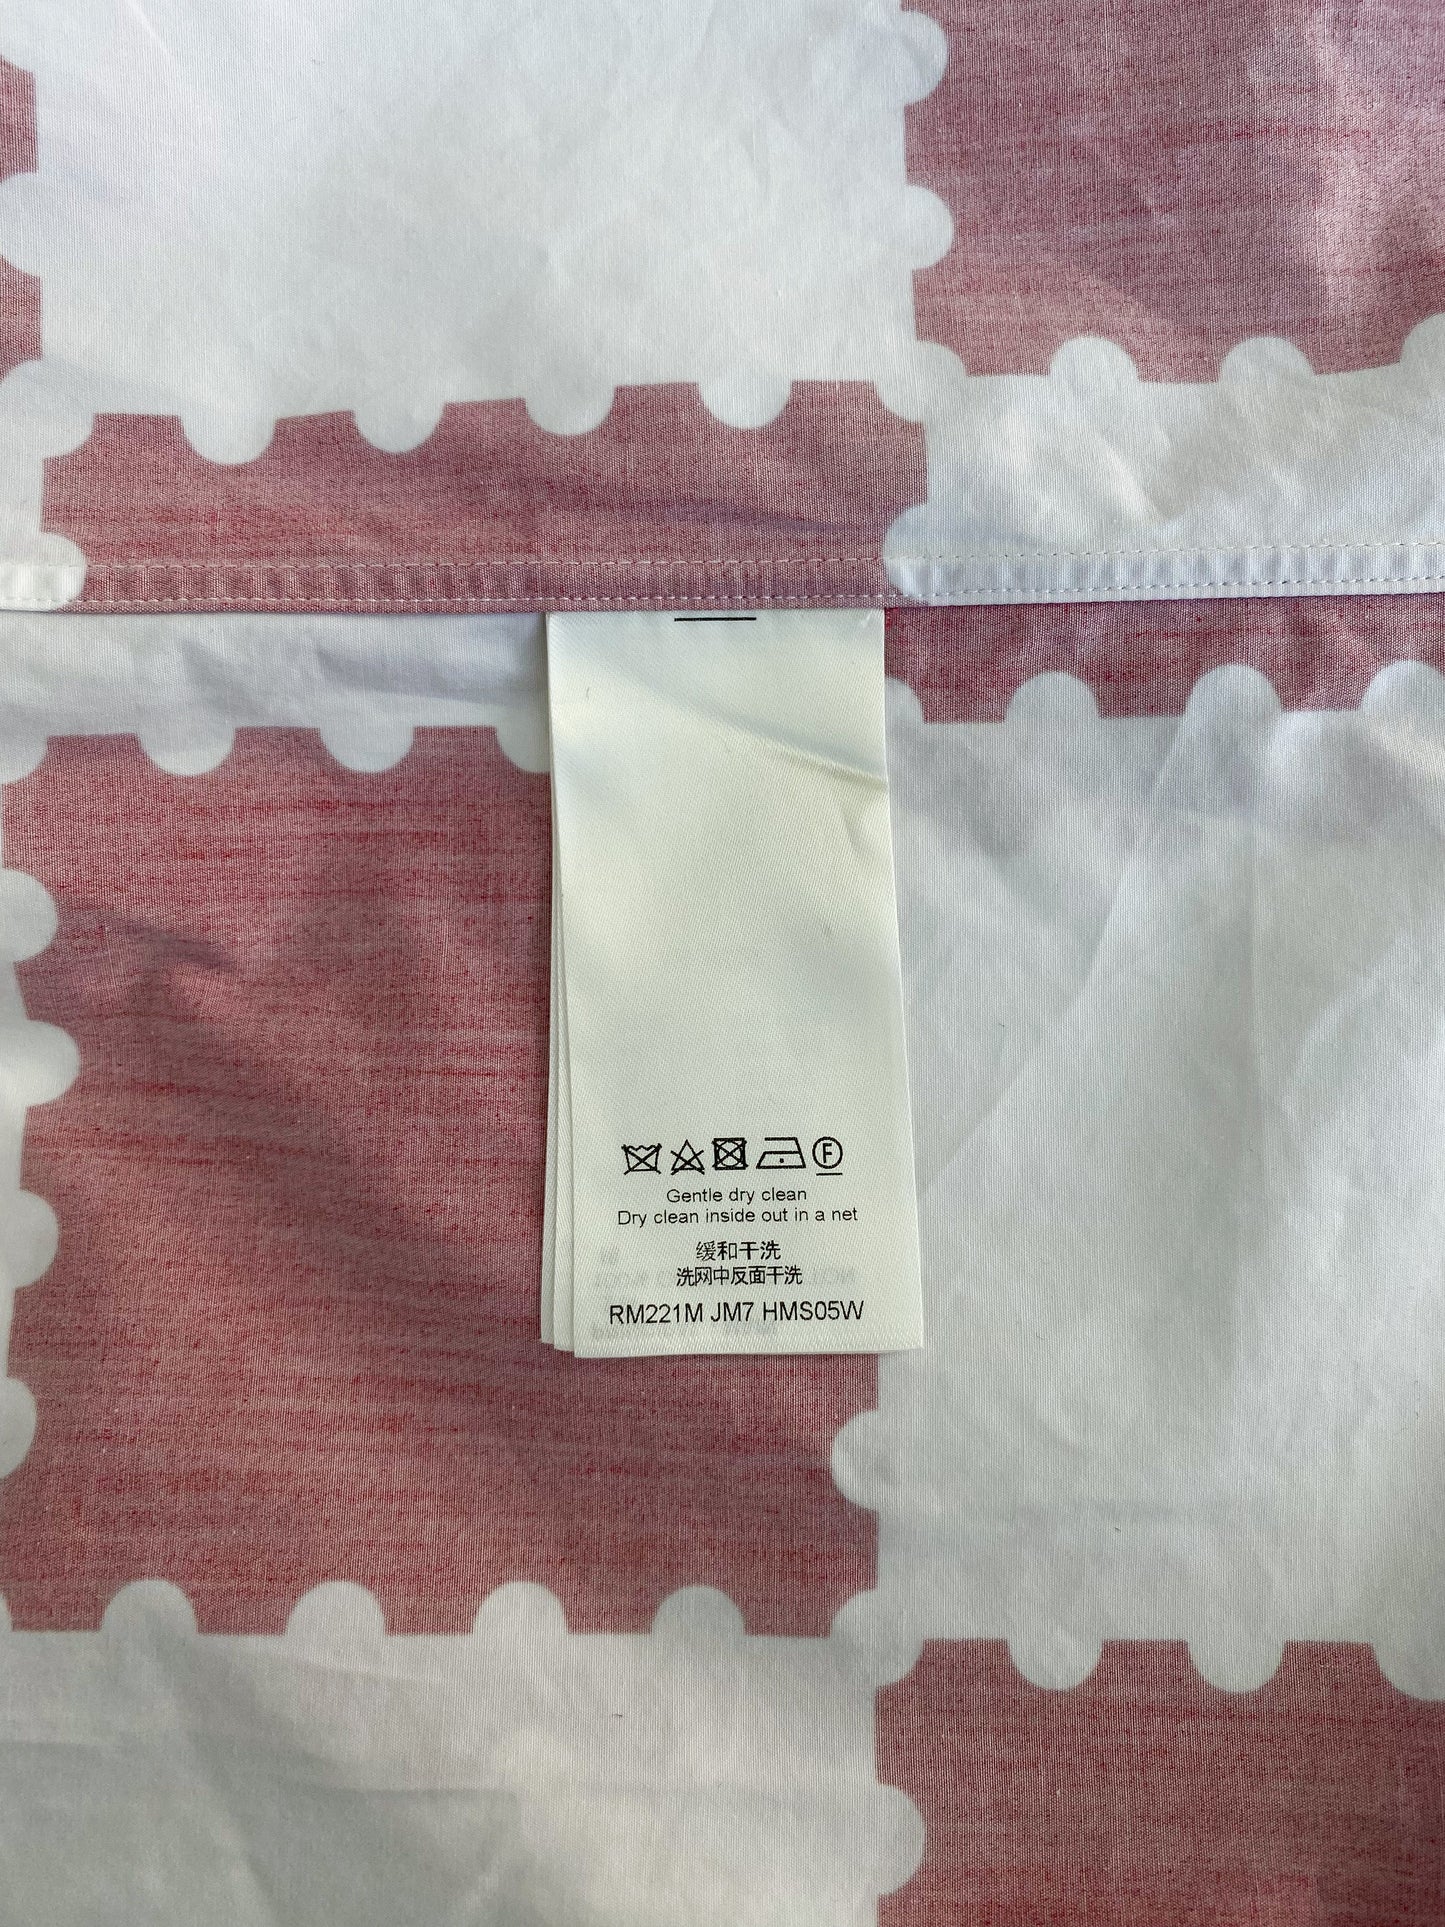 F
Gentle dry clean
Dry clean inside out in a net
缓和干洗
洗网中反面干洗
RM221M JM7 HMS05W